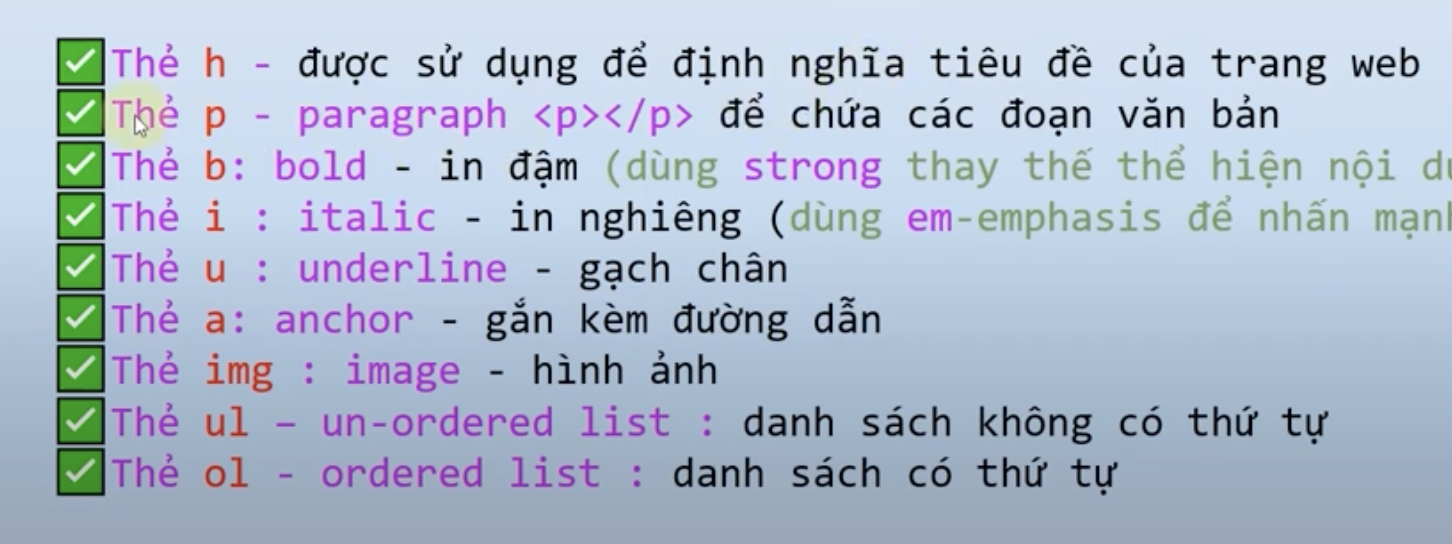 Thẻ h - được sử dụng để định nghĩa tiêu đề của trang web
Thẻ p - paragraph <p></p> để chứa các đoạn văn bản
Thẻ b: bold - in đậm (dùng strong thay thế thể hiện nội
Thẻ i : italic - in nghiêng (dùng em-emphasis để nhấn mạnh
Thẻ u : underline - gạch chân
Thẻ a: anchor - gắn kèm đường dẫn
Thẻ img : image - hình ảnh
Thẻ ul – un-ordered list : danh sách không có thứ tự
Thẻ ol - ordered list : danh sách có thứ tự